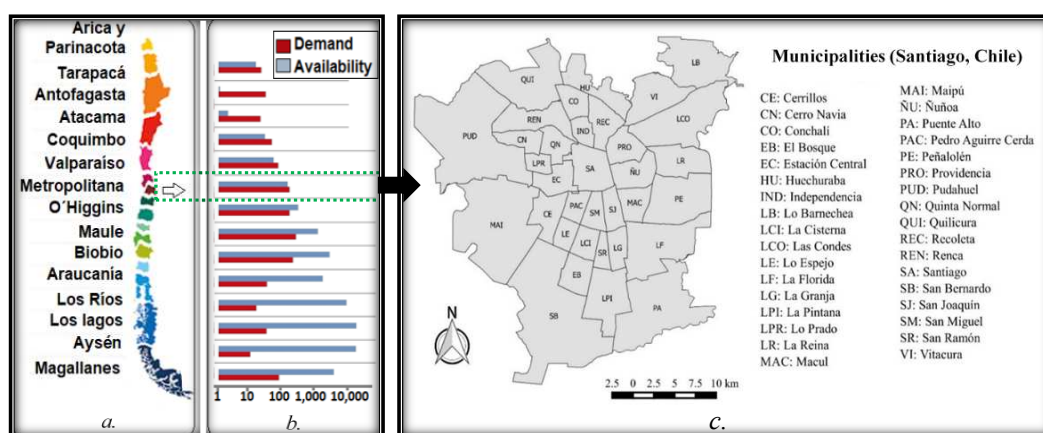 Arica y
Parinacota
Tarapacá
Antofagasta
Atacama
Coquimbo
Valparaíso
Metropolitana
O´Higgins
Maule
Biobio
Araucania
Los Ríos
Los lagos
Aysén
Magallanes
a.
Demand
Availability
1 10 100 1,000 10,000
b.
QUI
LB
HU
VI
CO
REN
REC
LCO
IND
PUD
CN
QN
PRO
LPR
SA
LR
EC
ÑU
PAC
MAC
PE
CE
SM
SJ
MAI
LE
LCI
SR
LG
LF
EB
LPI
PA
SB
N
2.5 0 2.5 5 7.5 10 km
c.
Municipalities (Santiago, Chile)
CE: Cerrillos
CN: Cerro Navia
CO: Conchalí
EB: El Bosque
EC: Estación Central
HU: Huechuraba
IND: Independencia
LB: Lo Barnechea
LCI: La Cisterna
LCO: Las Condes
LE: Lo Espejo
LF: La Florida
LG: La Granja
LPI: La Pintana
LPR: Lo Prado
LR: La Reina
MAC: Macul
MAI: Maipú
ÑU: Ñuñoa
PA: Puente Alto
PAC: Pedro Aguirre Cerda
PE: Peñalolén
PRO: Providencia
PUD: Pudahuel
QN: Quinta Normal
QUI: Quilicura
REC: Recoleta
REN: Renca
SA: Santiago
SB: San Bernardo
SJ: San Joaquín
SM: San Miguel
SR: San Ramón
VI: Vitacura